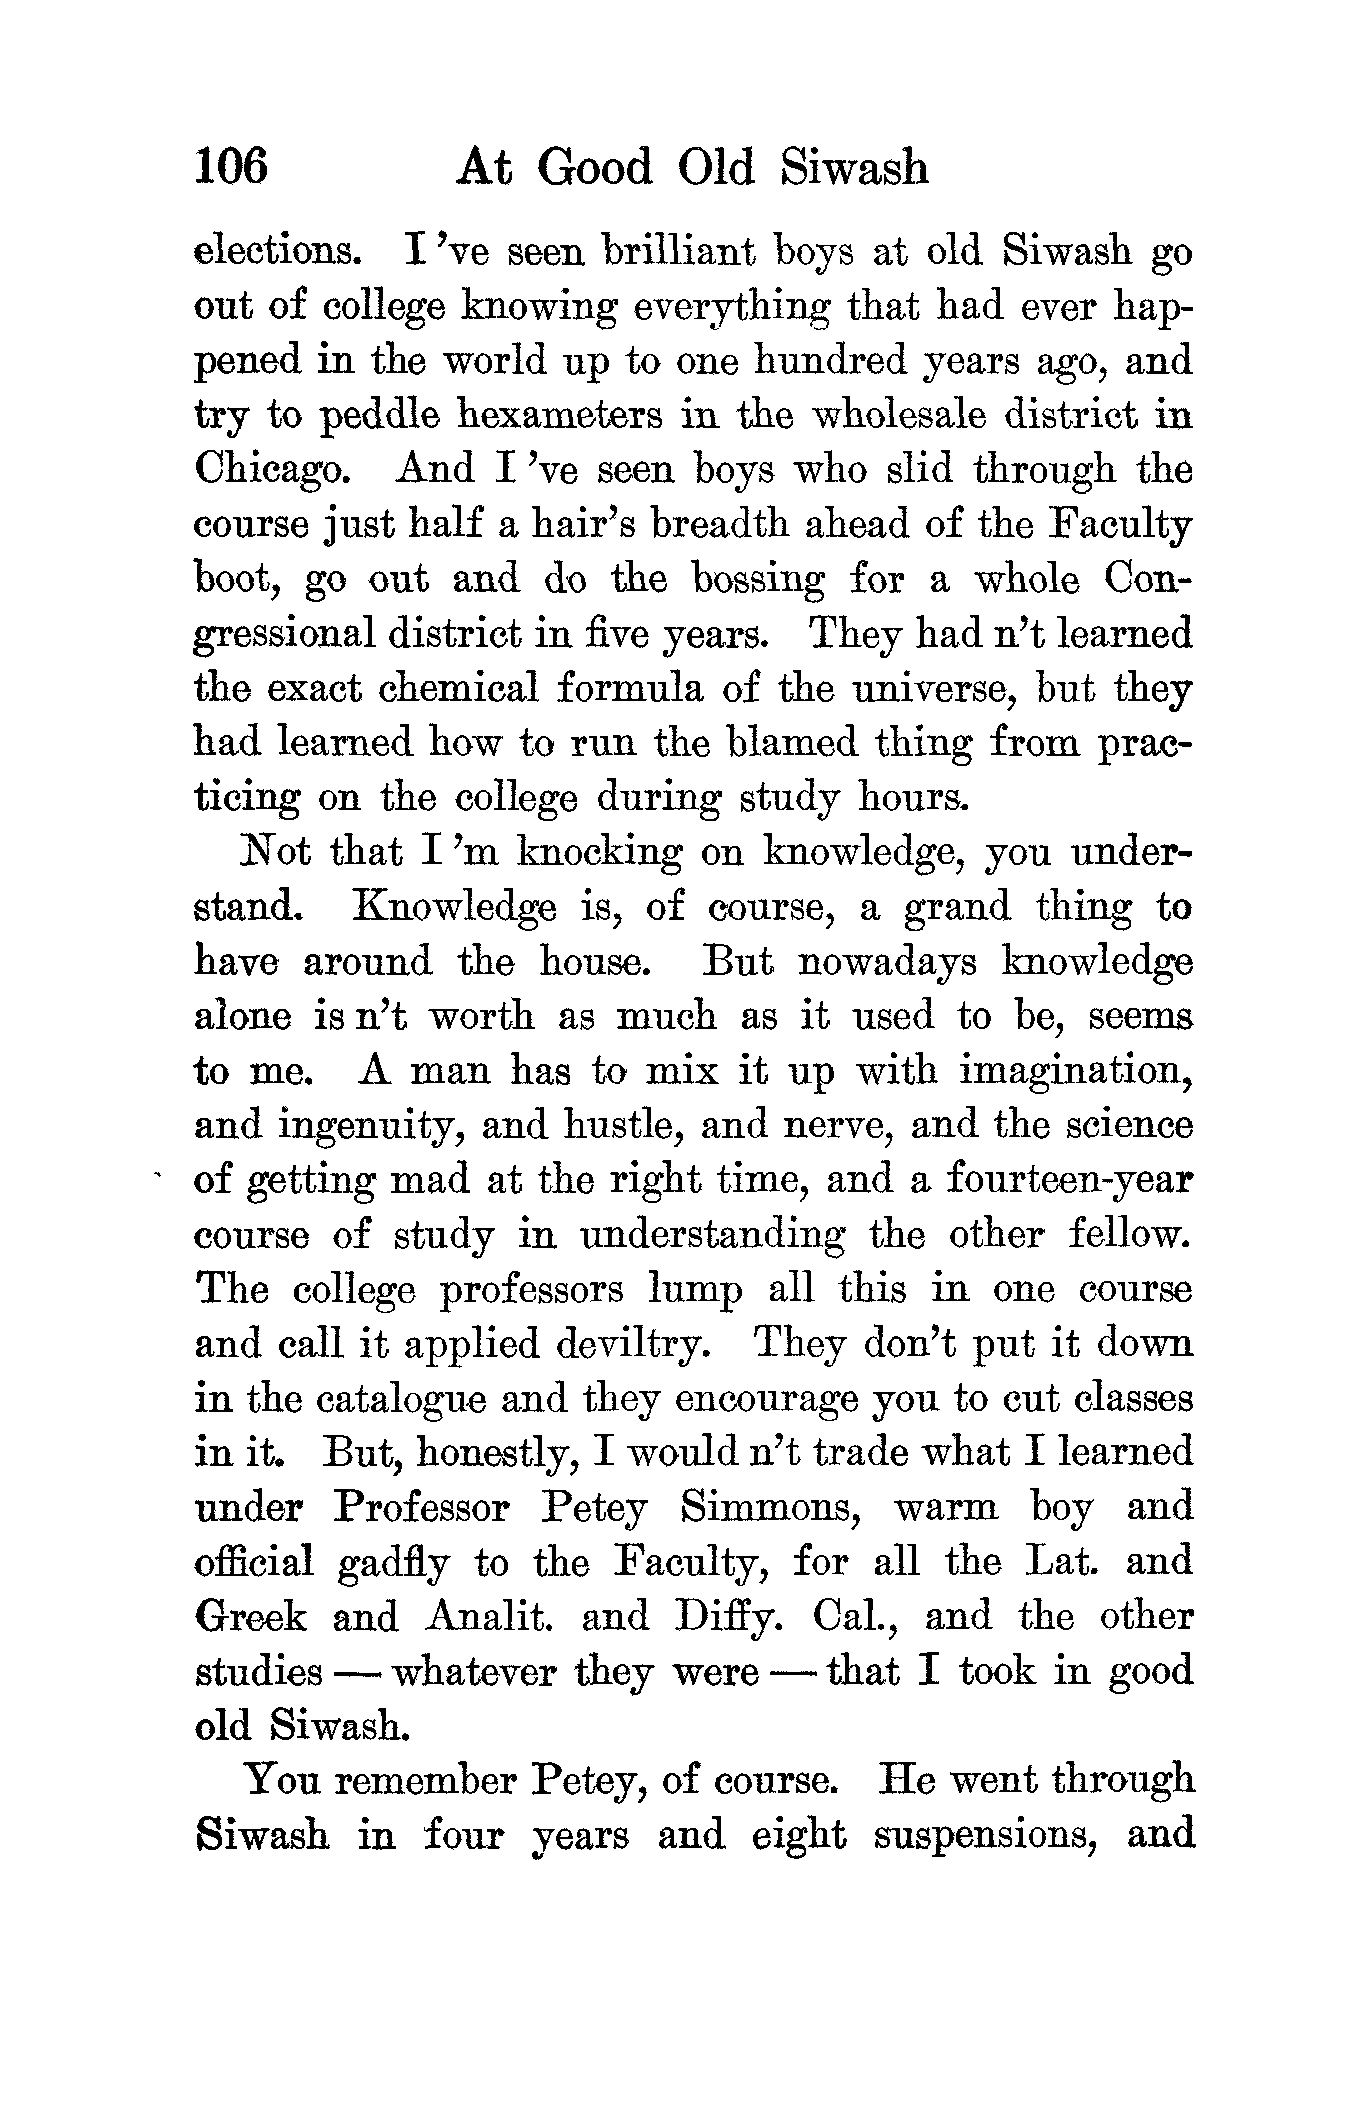 106 At Good Old Siwash
elections. I 've seen brilliant boys at old Siwash go
out of college knowing everything that had ever hap-
pened in the world up to one hundred years ago, and
try to peddle hexameters in the wholesale district in
Chicago. And I 've seen boys who slid through the
course just half a hair's breadth ahead of the Faculty
boot, go out and do the bossing for a whole Con-
gressional district in five years. They had n't learned
the exact chemical formula of the universe, but they
had learned how to run the blamed thing from prac-
ticing on the college during study hours.
Not that I 'm knocking on knowledge, you under-
stand. Knowledge is, of course, a grand thing to
have around the house. But nowadays knowledge
alone is n't worth as much as it used to be, seems
to me. A man has to mix it up with imagination,
and ingenuity, and hustle, and nerve, and the science
of getting mad at the right time, and a fourteen-year
course of study in understanding the other fellow.
The college professors lump all this in one course
and call it applied deviltry. They don't put it down
in the catalogue and they encourage you to cut classes
in it. But, honestly, I would n't trade what I learned
under Professor Petey Simmons, warm boy and
official gadfly to the Faculty, for all the Lat. and
Greek and Analit. and Diffy. Cal., and the other
studies — whatever they were — that I took in good
old Siwash.
You remember Petey, of course. He went through
Siwash in four years and eight suspensions, and